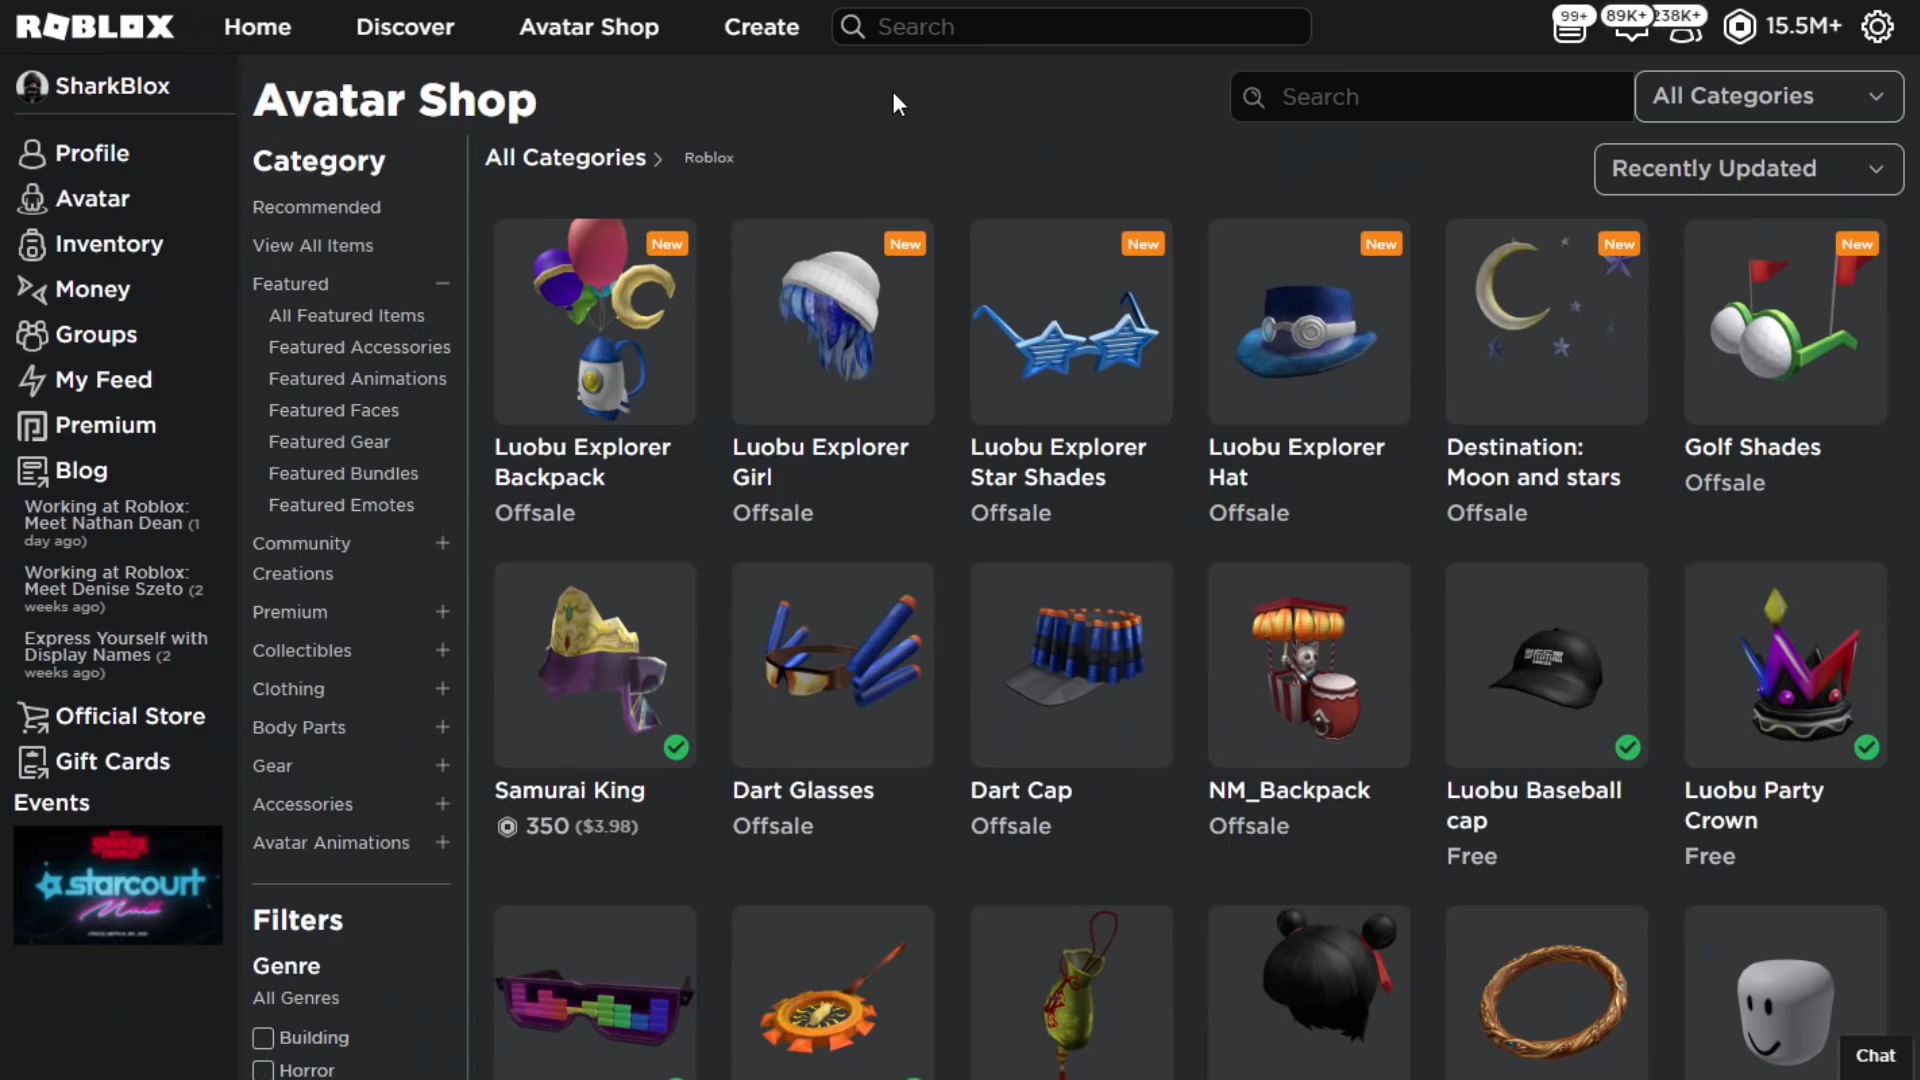 ROBLOX
Home
Discover
Avatar Shop
Create
Search
99+
89K+
238K+
15.5M+
SharkBlox
Profile
Avatar
Inventory
Money
Groups
My Feed
Premium
Blog
Working at Roblox:
Meet Nathan Dean (1
day ago)
Working at Roblox:
Meet Denise Szeto (2
weeks ago)
Express Yourself with
Display Names (2
weeks ago)
Official Store
Gift Cards
Events
starcourt
Mall
Avatar Shop
Search
All Categories
Category
Recommended
View All Items
Featured
All Featured Items
Featured Accessories
Featured Animations
Featured Faces
Featured Gear
Featured Bundles
Featured Emotes
Community
Creations
Premium
Collectibles
Clothing
Body Parts
Gear
Accessories
Avatar Animations
Filters
Genre
All Genres
Building
Horror
All Categories > Roblox
Recently Updated
New
New
New
New
New
New
Luobu Explorer
Backpack
Offsale
Luobu Explorer
Girl
Offsale
Luobu Explorer
Star Shades
Offsale
Luobu Explorer
Hat
Offsale
Destination:
Moon and stars
Offsale
Golf Shades
Offsale
Samurai King
350 ($3.98)
Dart Glasses
Offsale
Dart Cap
Offsale
NM_Backpack
Offsale
Luobu Baseball
cap
Free
Luobu Party
Crown
Free
Chat